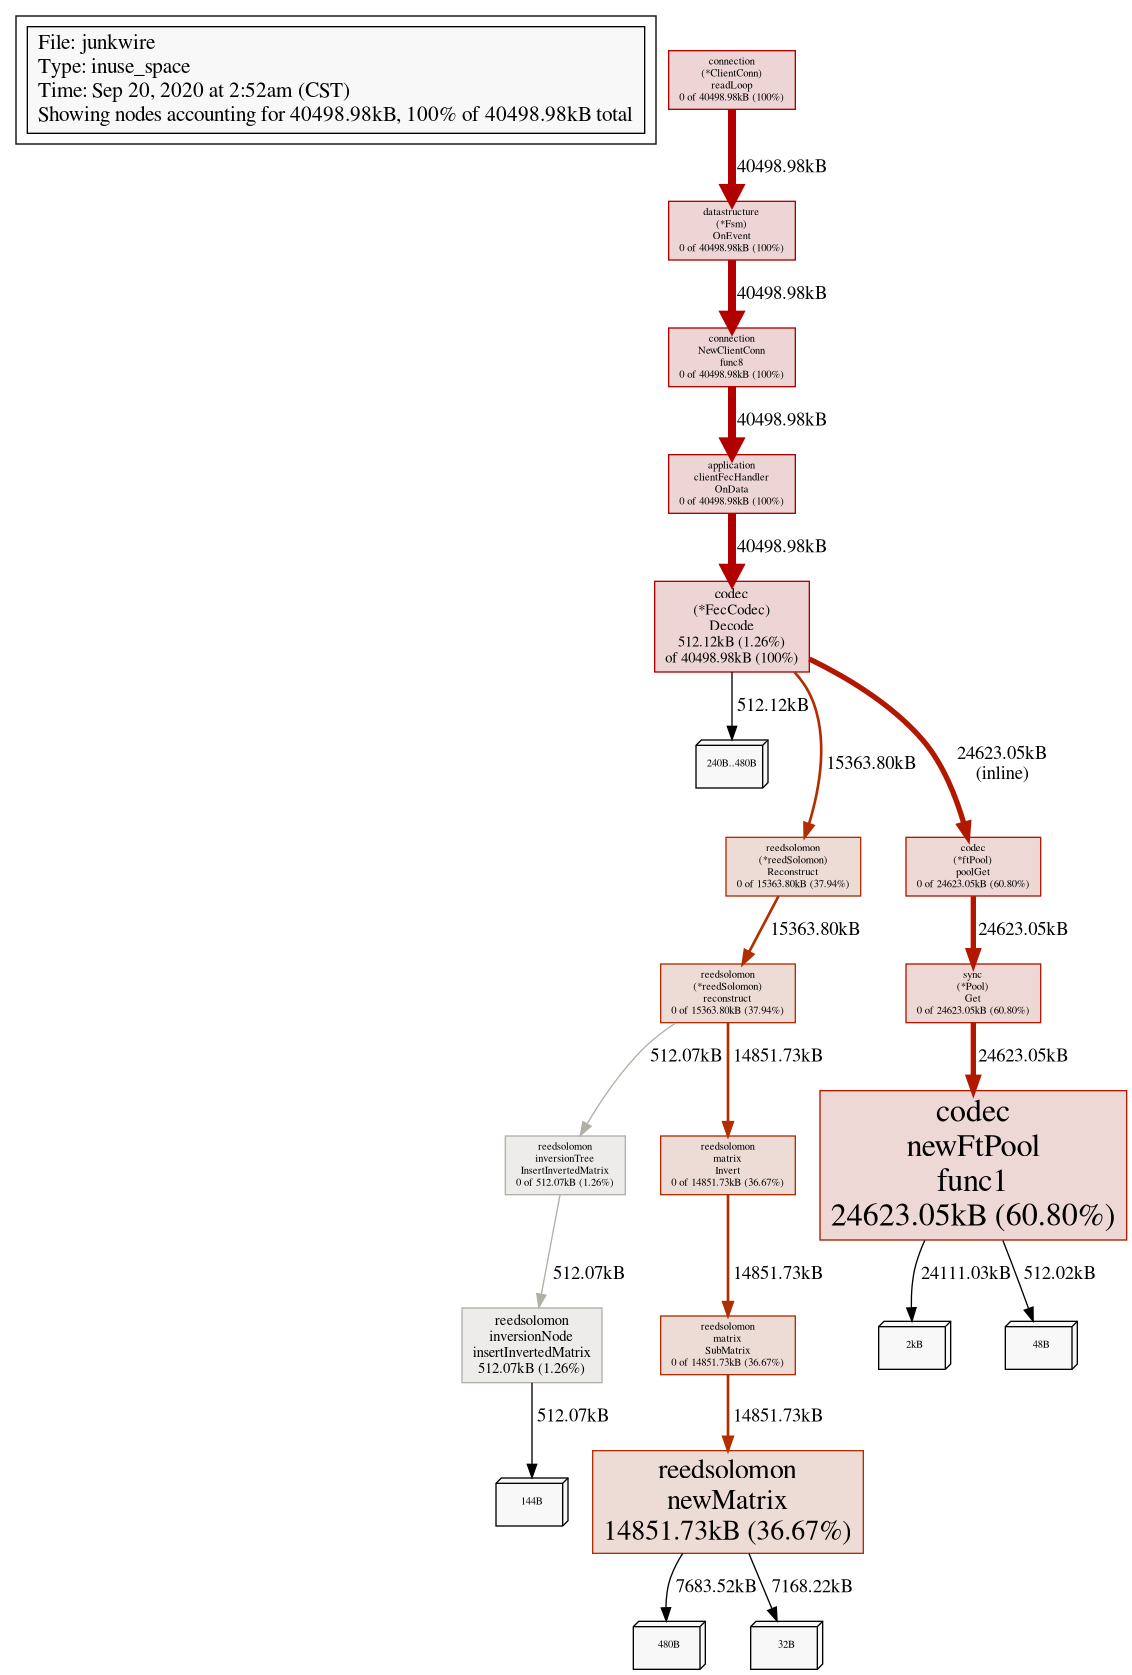 File: junkwire
Type: inuse_space
Time: Sep 20, 2020 at 2:52am (CST)
Showing nodes accounting for 40498.98kB, 100% of 40498.98kB total
connection
(*ClientConn)
readLoop
0 of 40498.98kB (100%)
40498.98kB
datastructure
(*Fsm)
OnEvent
0 of 40498.98kB (100%)
40498.98kB
connection
NewClientConn
func8
0 of 40498.98kB (100%)
40498.98kB
application
clientFecHandler
OnData
0 of 40498.98kB (100%)
40498.98kB
codec
(*FecCodec)
Decode
512.12kB (1.26%)
of 40498.98kB (100%)
512.12kB
15363.80kB
24623.05kB
(inline)
240B..480B
reedsolomon
(*reedSolomon)
Reconstruct
0 of 15363.80kB (37.94%)
codec
(*ftPool)
poolGet
0 of 24623.05kB (60.80%)
15363.80kB
24623.05kB
reedsolomon
(*reedSolomon)
reconstruct
0 of 15363.80kB (37.94%)
sync
(*Pool)
Get
0 of 24623.05kB (60.80%)
512.07kB
14851.73kB
24623.05kB
reedsolomon
inversionTree
InsertInvertedMatrix
0 of 512.07kB (1.26%)
reedsolomon
matrix
Invert
0 of 14851.73kB (36.67%)
codec
newFtPool
func1
24623.05kB (60.80%)
512.07kB
14851.73kB
24111.03kB
512.02kB
reedsolomon
inversionNode
insertInvertedMatrix
512.07kB (1.26%)
reedsolomon
matrix
SubMatrix
0 of 14851.73kB (36.67%)
2kB
48B
512.07kB
14851.73kB
144B
reedsolomon
newMatrix
14851.73kB (36.67%)
7683.52kB
7168.22kB
480B
32B